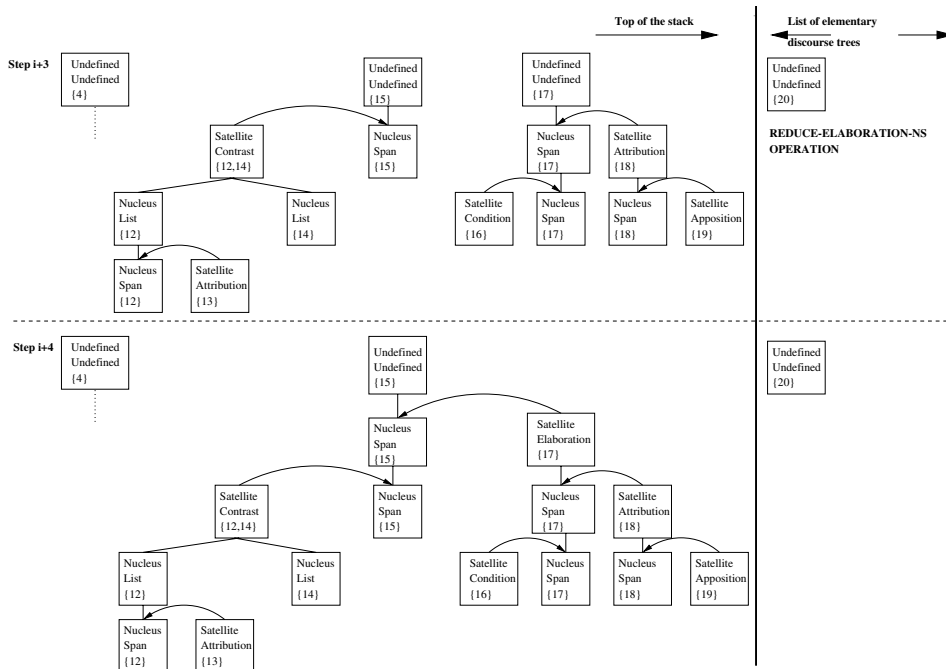 Top of the stack
List of elementary
discourse trees
Step i+3
Undefined
Undefined
{4}
Undefined
Undefined
{15}
Undefined
Undefined
{17}
Undefined
Undefined
{20}
REDUCE-ELABORATION-NS
OPERATION
Satellite
Contrast
{12,14}
Nucleus
Span
{15}
Nucleus
Span
{17}
Satellite
Attribution
{18}
Nucleus
List
{12}
Nucleus
List
{14}
Satellite
Condition
{16}
Nucleus
Span
{17}
Nucleus
Span
{18}
Satellite
Apposition
{19}
Nucleus
Span
{12}
Satellite
Attribution
{13}
Step i+4
Undefined
Undefined
{4}
Undefined
Undefined
{15}
Undefined
Undefined
{20}
Nucleus
Span
{15}
Satellite
Elaboration
{17}
Satellite
Contrast
{12,14}
Nucleus
Span
{15}
Nucleus
Span
{17}
Satellite
Attribution
{18}
Nucleus
List
{12}
Nucleus
List
{14}
Satellite
Condition
{16}
Nucleus
Span
{17}
Nucleus
Span
{18}
Satellite
Apposition
{19}
Nucleus
Span
{12}
Satellite
Attribution
{13}